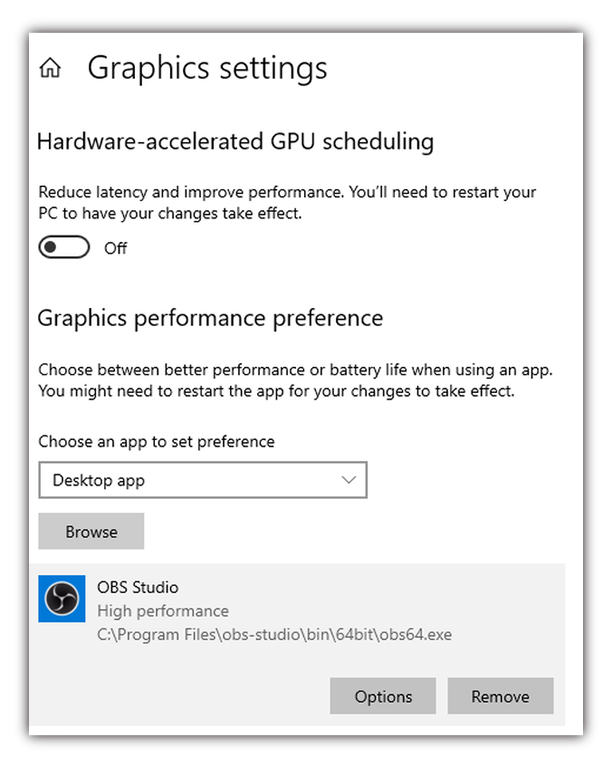 Graphics settings
Hardware-accelerated GPU scheduling
Reduce latency and improve performance. You'll need to restart your
PC to have your changes take effect.
Off
Graphics performance preference
Choose between better performance or battery life when using an app.
You might need to restart the app for your changes to take effect.
Choose an app to set preference
Desktop app
Browse
OBS Studio
High performance
C:\Program Files\obs-studio\bin\64bit\obs64.exe
Options Remove